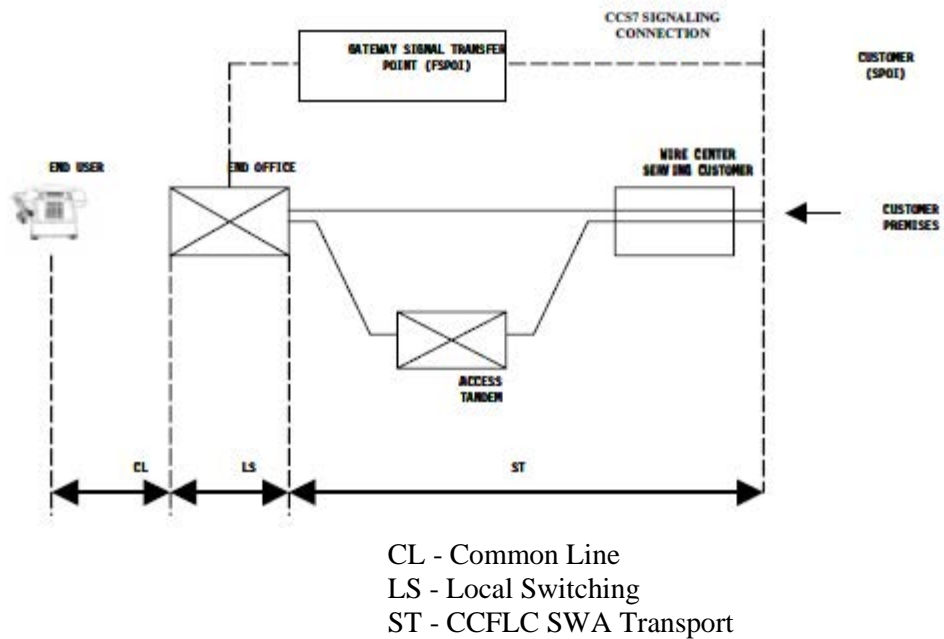 CCS7 SIGNALING
CONNECTION
GATEWAY SIGNAL TRANSFER
POINT (FSPOI)
CUSTOMER
(SPOI)
END USER
END OFFICE
WIRE CENTER
SERVING CUSTOMER
CUSTOMER
PREMISES
ACCESS
TANDEM
CL
LS
ST
CL - Common Line
LS - Local Switching
ST - CCFLC SWA Transport